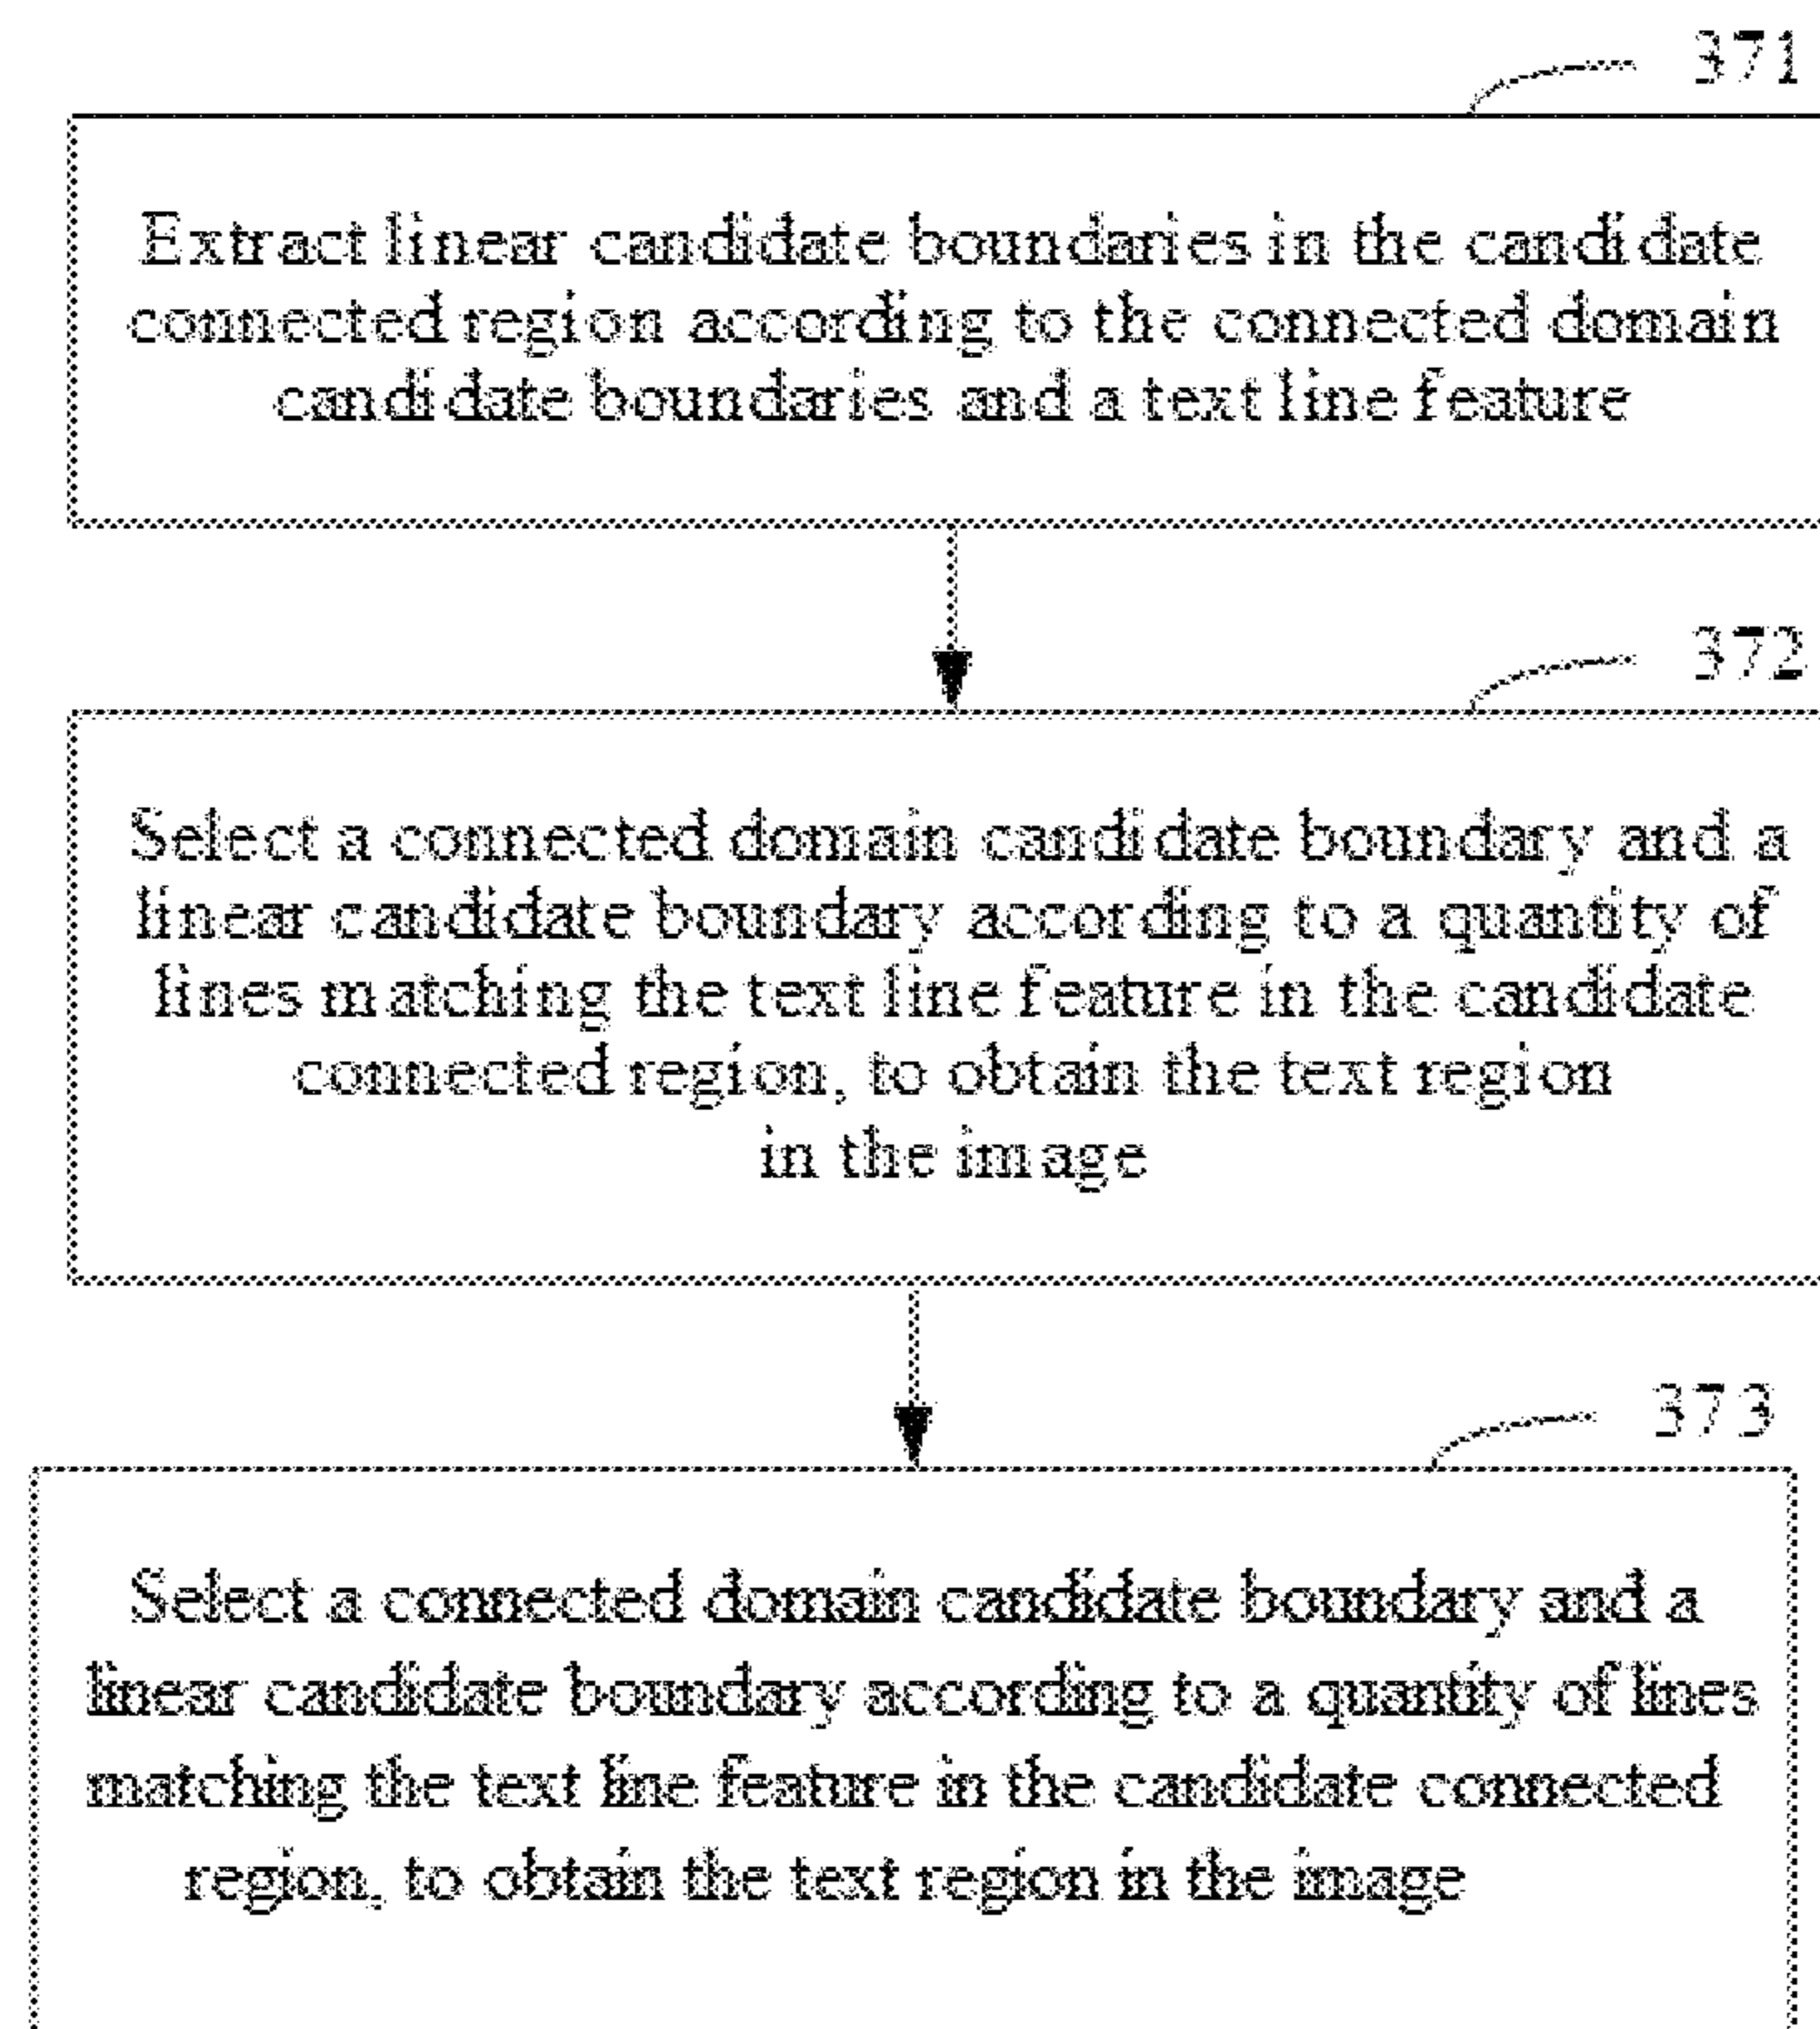 371
Extract linear candidate boundaries in the candidate
connected region according to the connected domain
candidate boundaries and a text line feature
372
Select a connected domain candidate boundary and a
linear candidate boundary according to a quantity of
lines matching the text line feature in the candidate
connected region, to obtain the text region
in the image
373
Select a connected domain candidate boundary and a
linear candidate boundary according to a quantity of lines
matching the text line feature in the candidate connected
region, to obtain the text region in the image